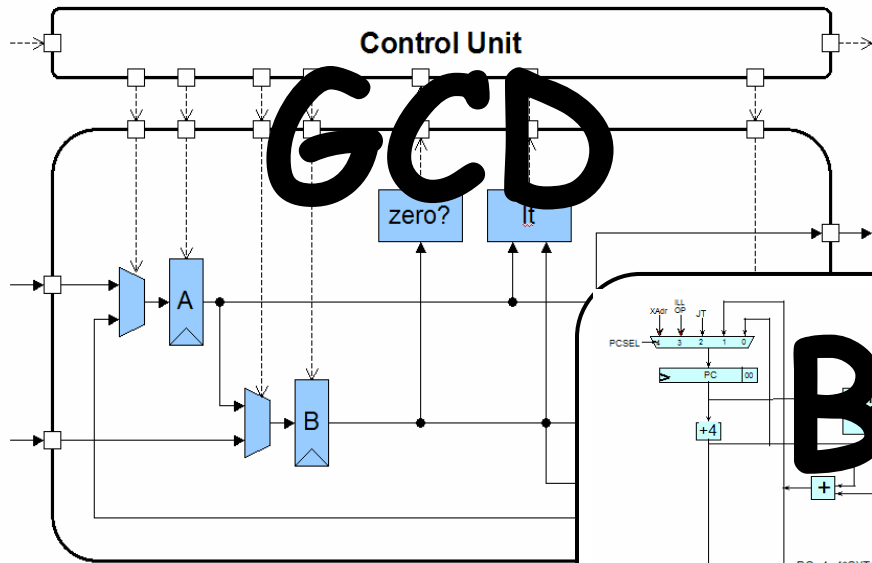 Control Unit
GCD
zero?
lt
A
B
XAdr
ILL
OP
JT
PCSEL
4 3 2 1 0
PC 00
+4
B
+